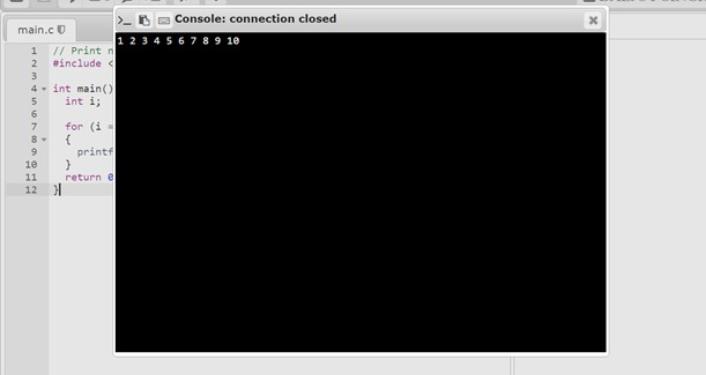 Console: connection closed
main.c
1 2 3 4 5 6 7 8 9 10
1 // Print n
2 #include <
3
4 int main()
5 int i;
6
7 for (i =
8 {
9 printf
10 }
11 return 0
12 }